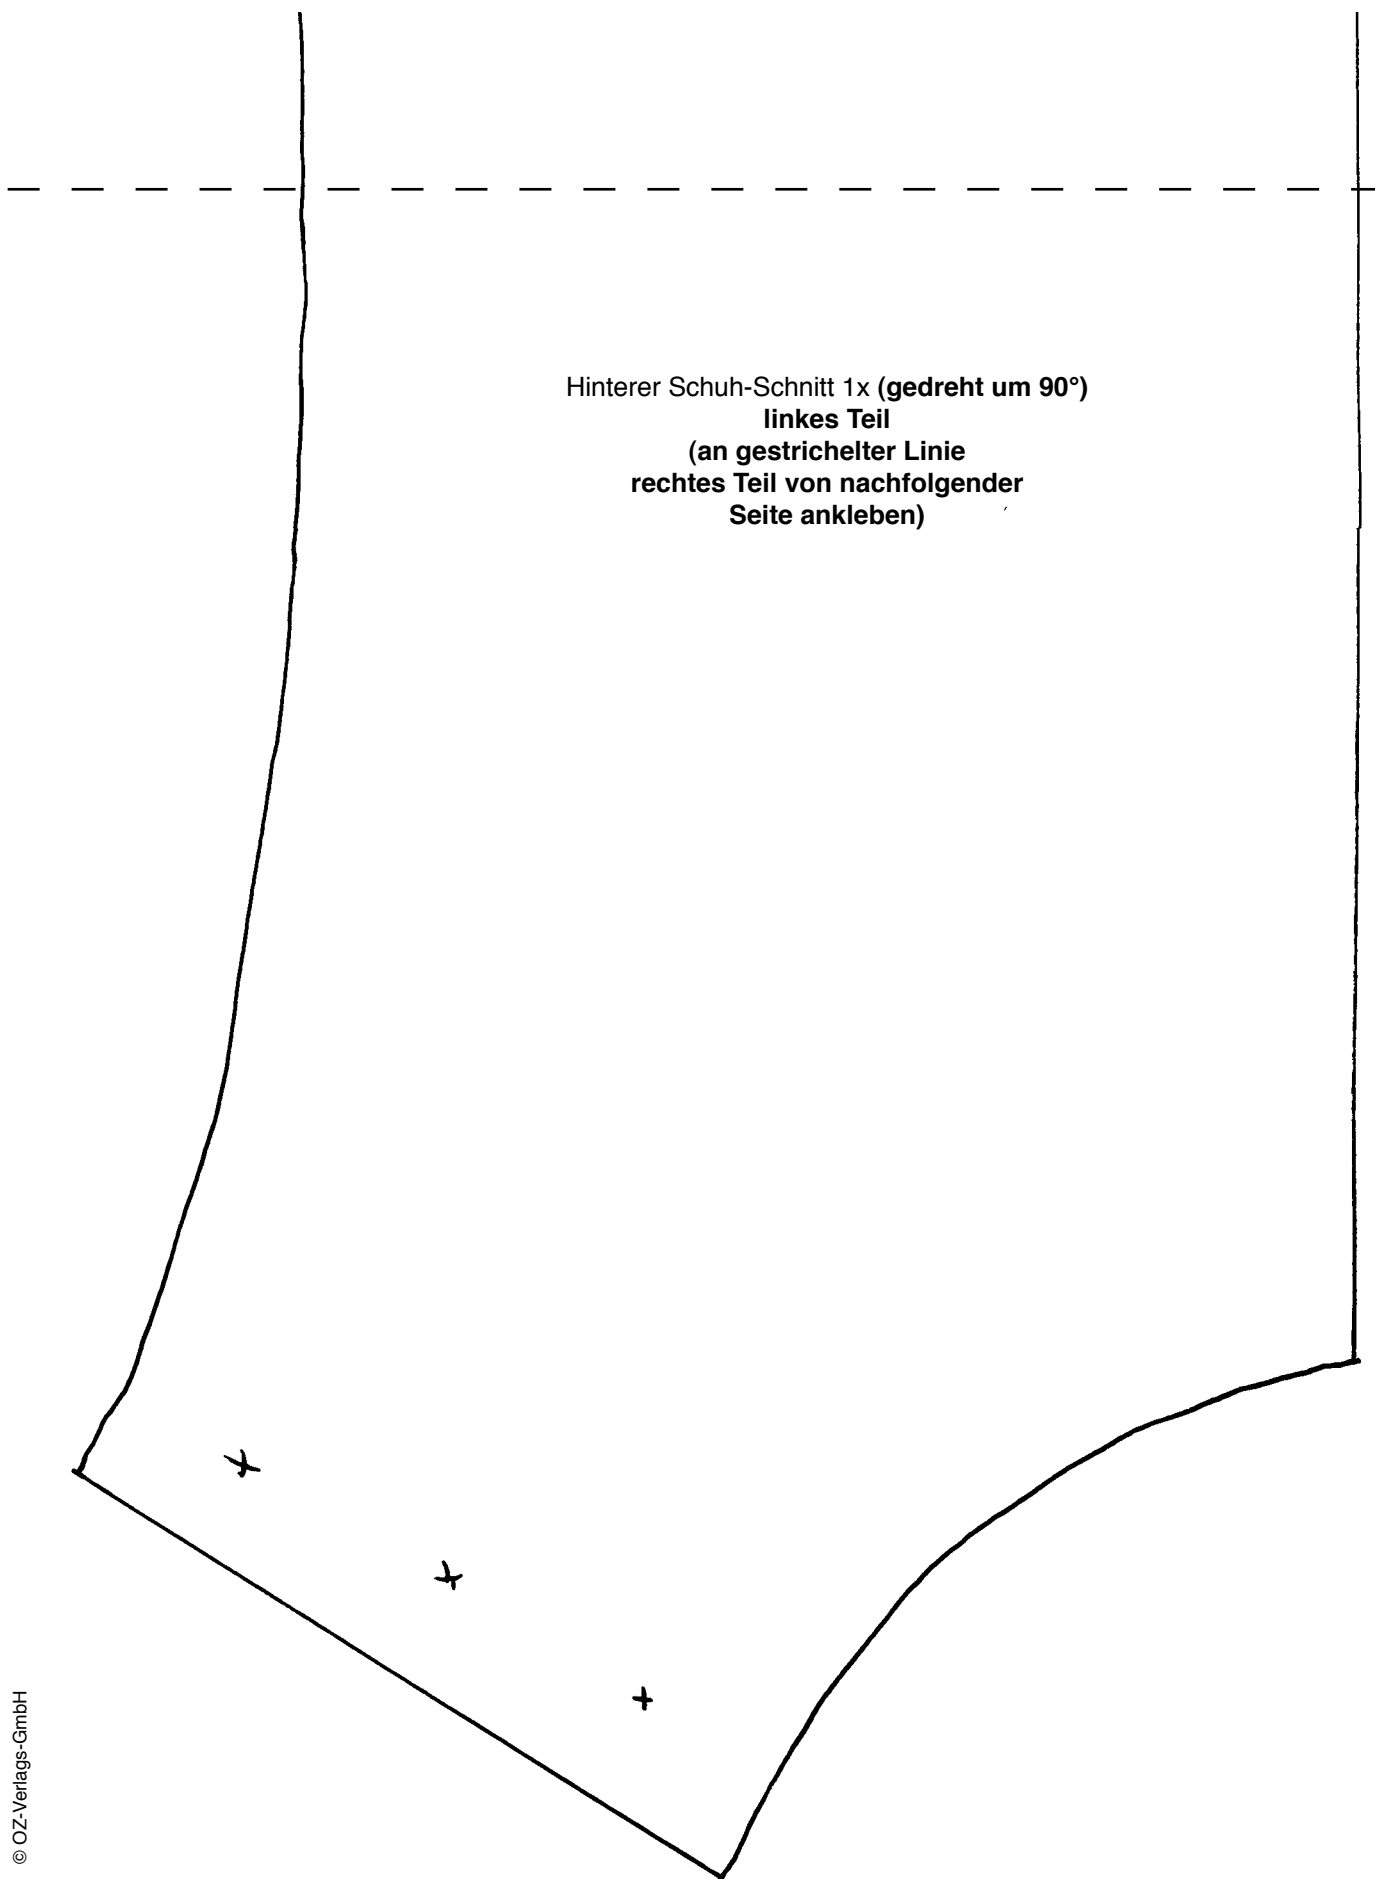 Hinterer Schuh-Schnitt 1x (gedreht um 90°)
linkes Teil
(an gestrichelter Linie
rechtes Teil von nachfolgender
Seite ankleben)
© OZ-Verlags-GmbH